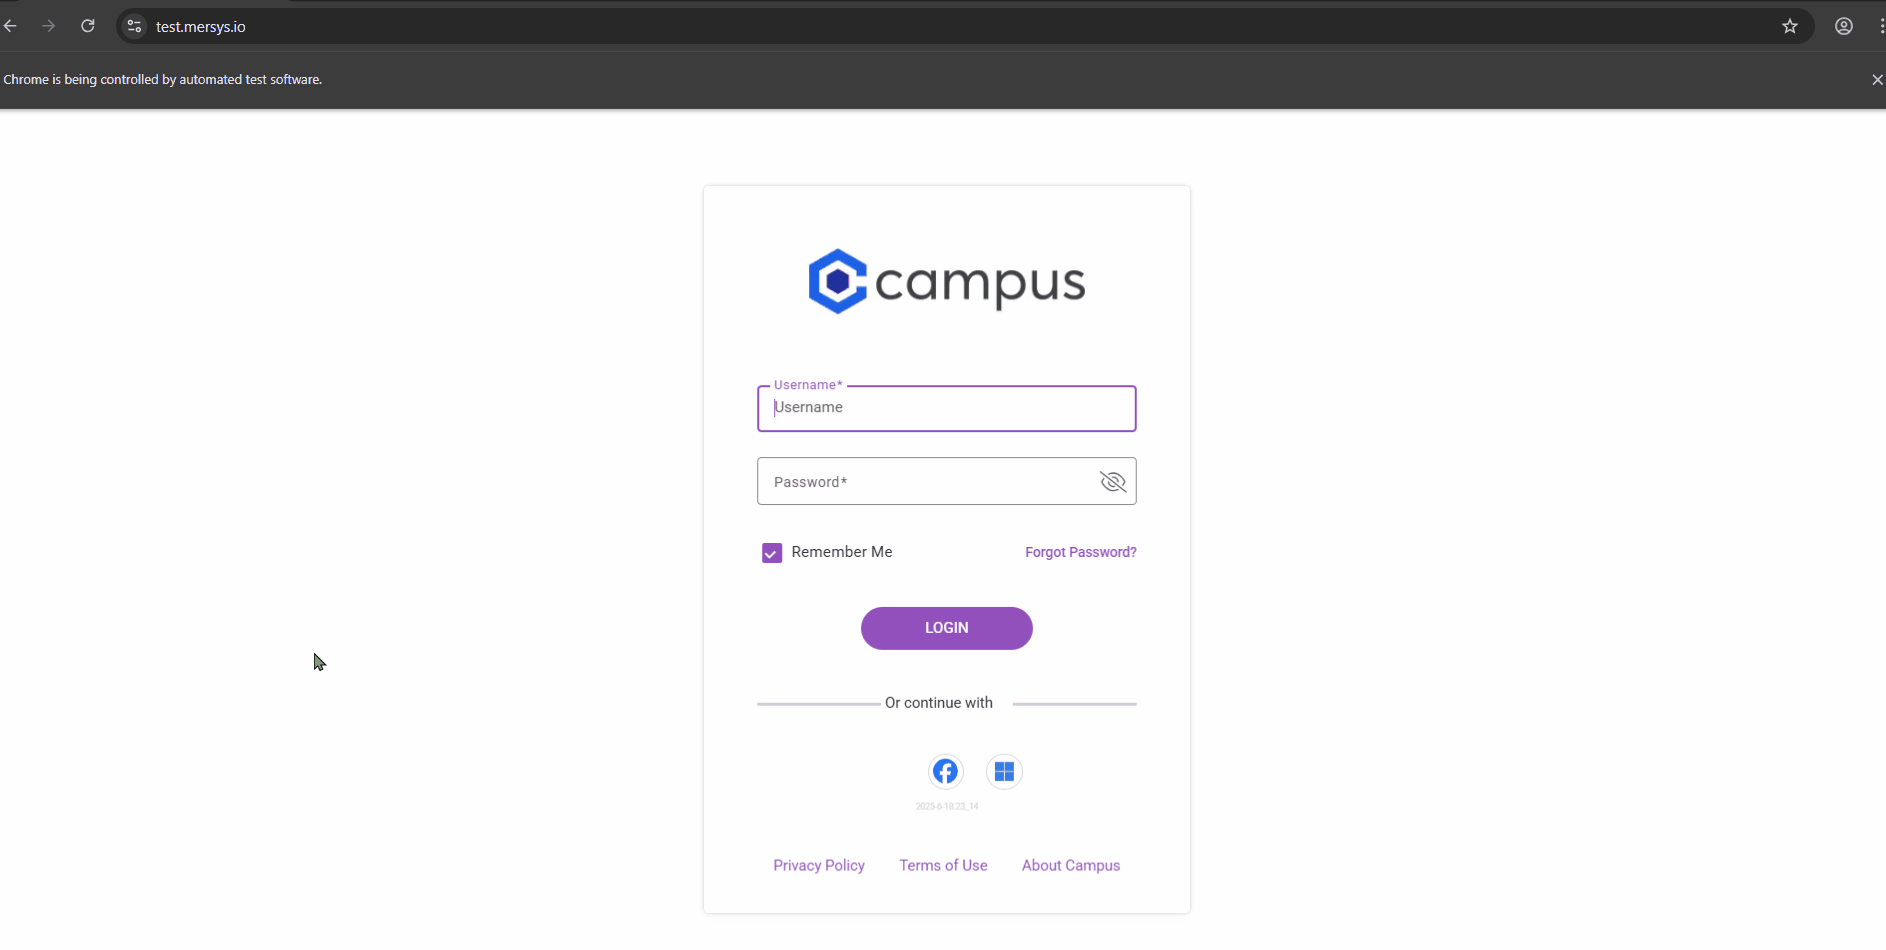 test.mersys.io
Chrome is being controlled by automated test software.
campus
Username*
Username
Password*
Remember Me
Forgot Password?
LOGIN
Or continue with
2025-6-18.23_14
Privacy Policy Terms of Use About Campus